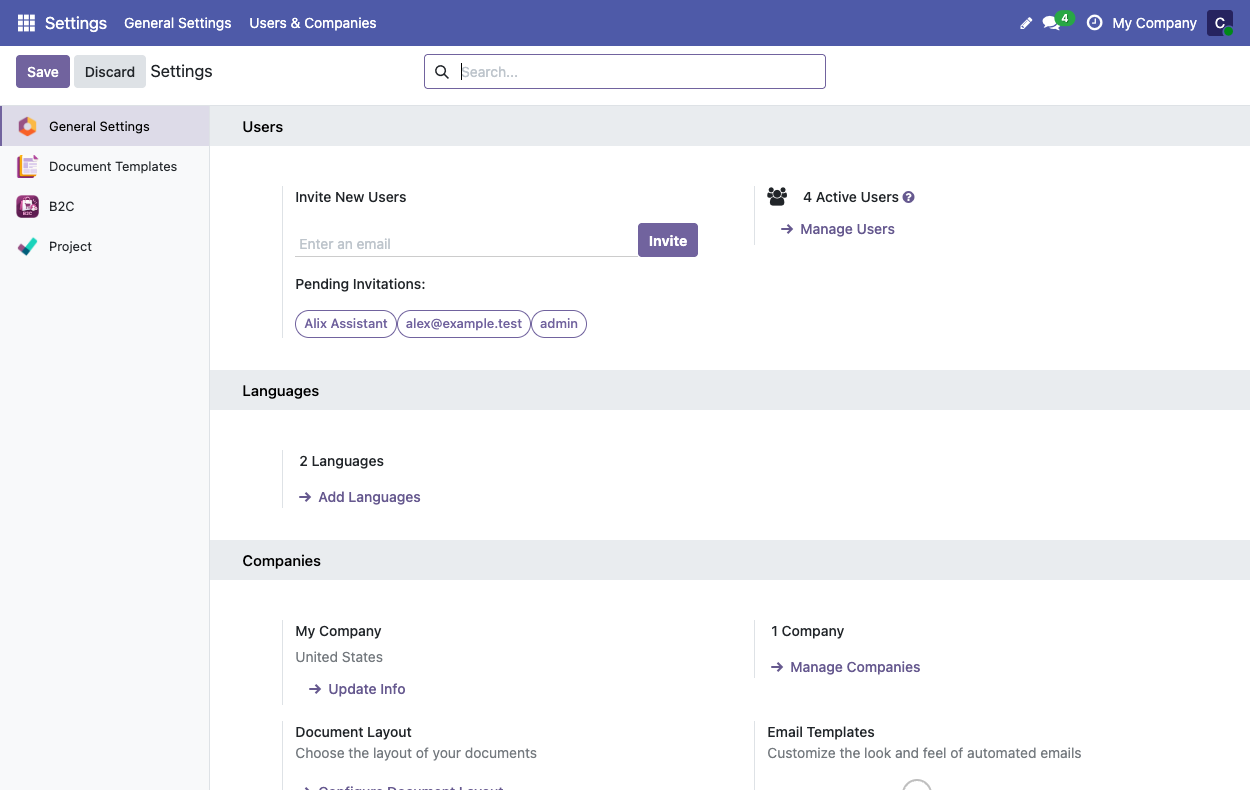 Settings General Settings Users & Companies 4 My Company C
Save Discard Settings Search...
General Settings
Document Templates
B2C
Project
Users
Invite New Users
Enter an email Invite
Pending Invitations:
Alix Assistant alex@example.test admin
4 Active Users ?
Manage Users
Languages
2 Languages
Add Languages
Companies
My Company
United States
Update Info
1 Company
Manage Companies
Document Layout
Choose the layout of your documents
Configure Document Layout
Email Templates
Customize the look and feel of automated emails